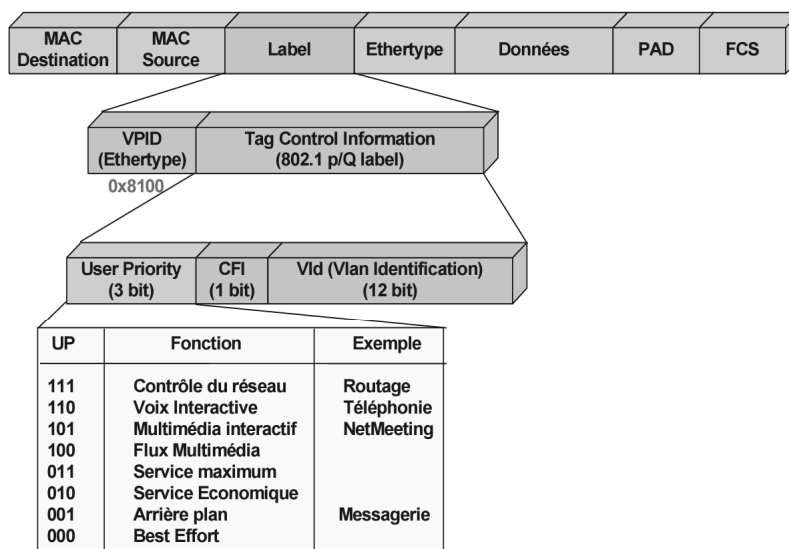 MAC Destination
MAC Source
Label
Ethertype
Données
PAD
FCS
VPID (Ethertype)
Tag Control Information (802.1 p/Q label)
0x8100
User Priority (3 bit)
CFI (1 bit)
VId (Vlan Identification) (12 bit)
UP Fonction Exemple
111 Contrôle du réseau Routage
110 Voix Interactive Téléphonie
101 Multimédia interactif NetMeeting
100 Flux Multimédia
011 Service maximum
010 Service Economique
001 Arrière plan Messagerie
000 Best Effort